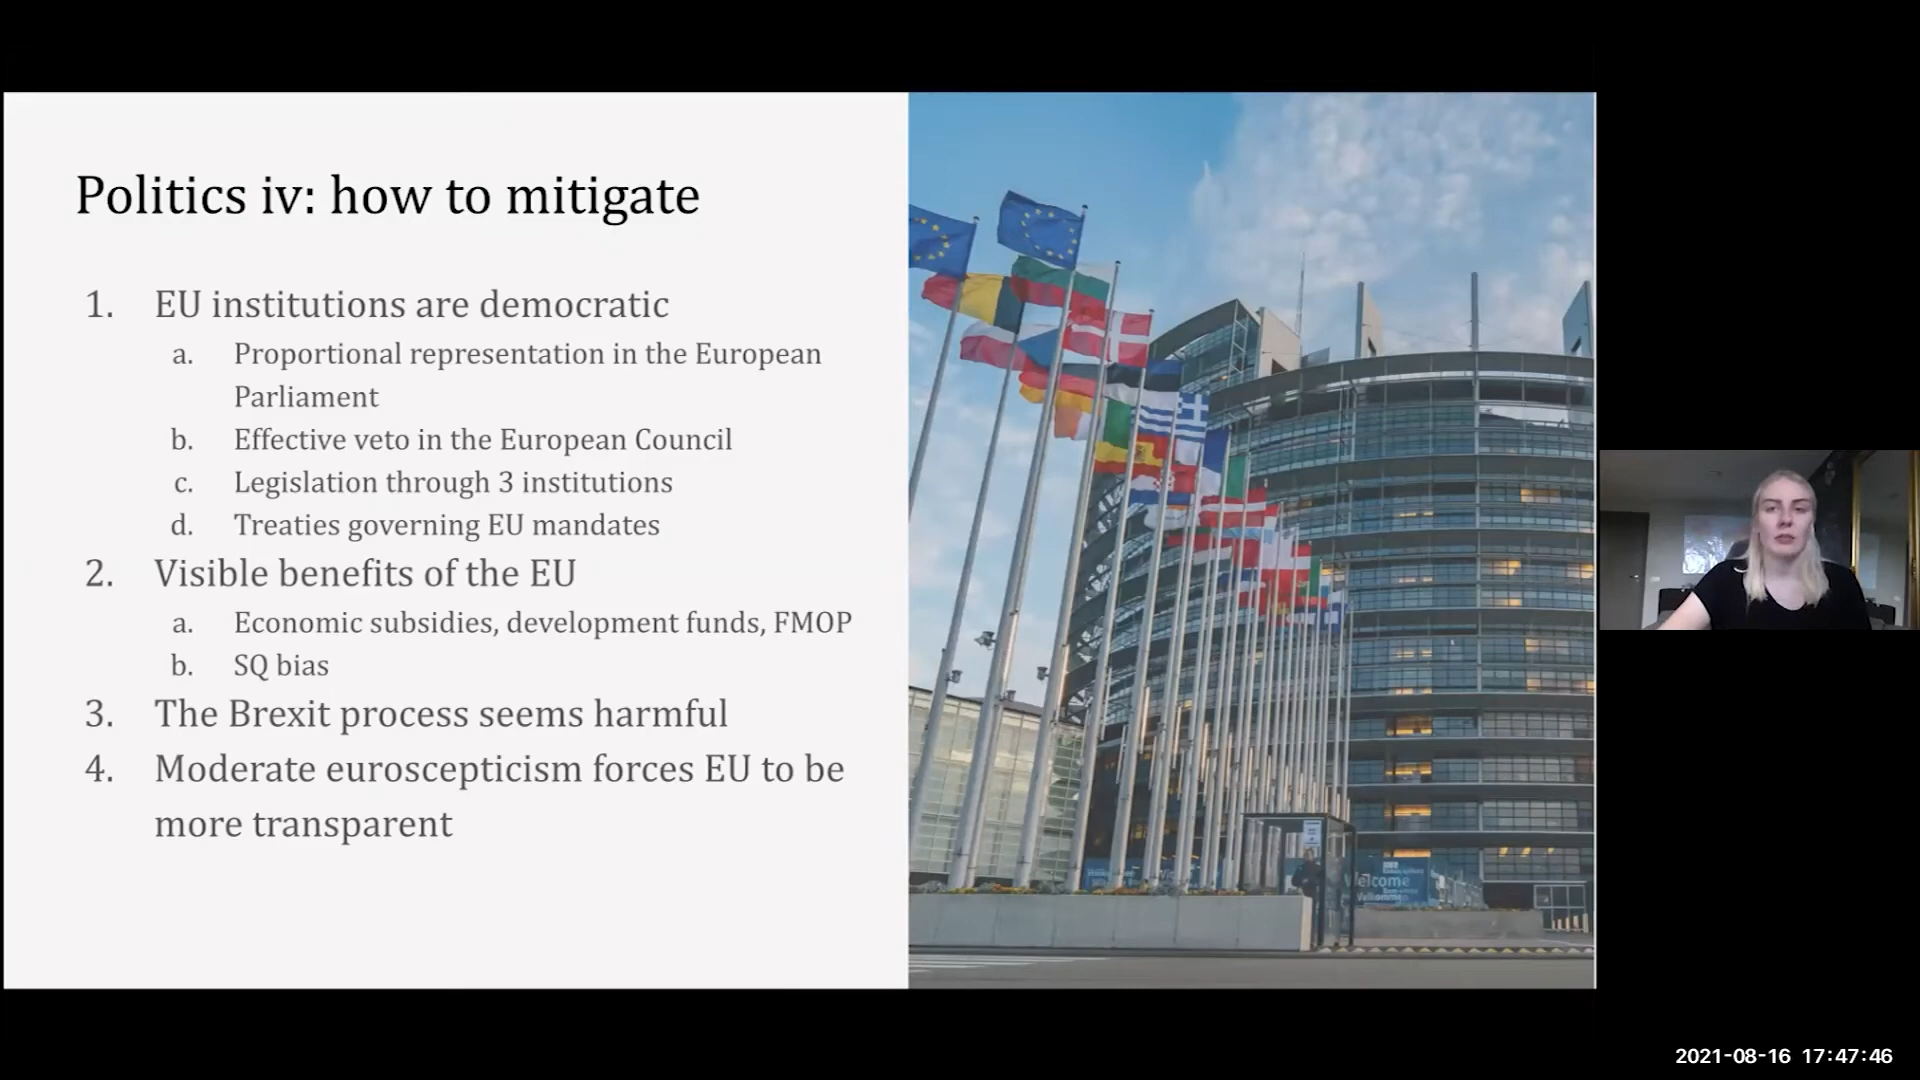 Politics iv: how to mitigate
1. EU institutions are democratic
a. Proportional representation in the European
Parliament
b. Effective veto in the European Council
c. Legislation through 3 institutions
d. Treaties governing EU mandates
2. Visible benefits of the EU
a. Economic subsidies, development funds, FMOP
b. SQ bias
3. The Brexit process seems harmful
4. Moderate euroscepticism forces EU to be
more transparent
Welcome
2021-08-16 17:47:46